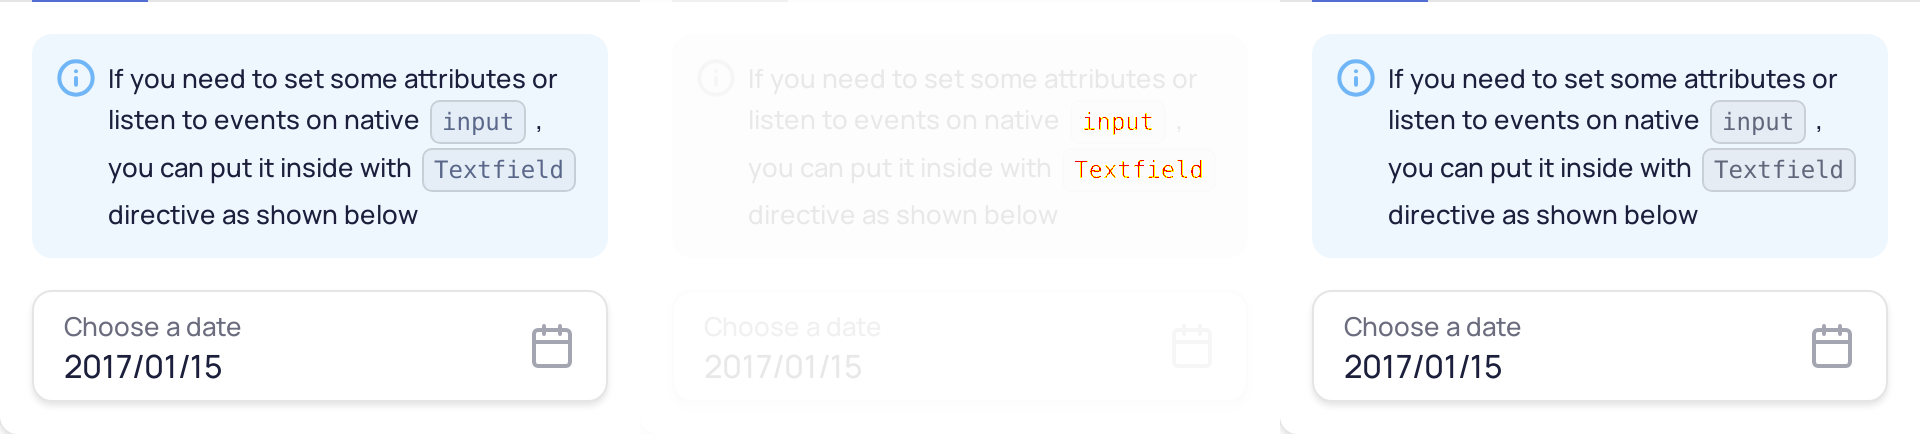 If you need to set some attributes or
listen to events on native input ,
you can put it inside with Textfield
directive as shown below
Choose a date
2017/01/15
If you need to set some attributes or
listen to events on native input ,
you can put it inside with Textfield
directive as shown below
Choose a date
2017/01/15
If you need to set some attributes or
listen to events on native input ,
you can put it inside with Textfield
directive as shown below
Choose a date
2017/01/15